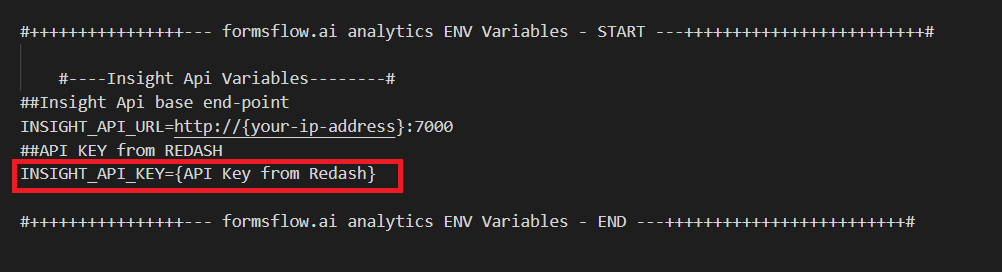 #++++++++++++++++--- formsflow.ai analytics ENV Variables - START ---+++++++++++++++++++++++++#
#----Insight Api Variables--------#
##Insight Api base end-point
INSIGHT_API_URL=http://{your-ip-address}:7000
##API KEY from REDASH
INSIGHT_API_KEY={API Key from Redash}
#++++++++++++++++--- formsflow.ai analytics ENV Variables - END ---+++++++++++++++++++++++++#